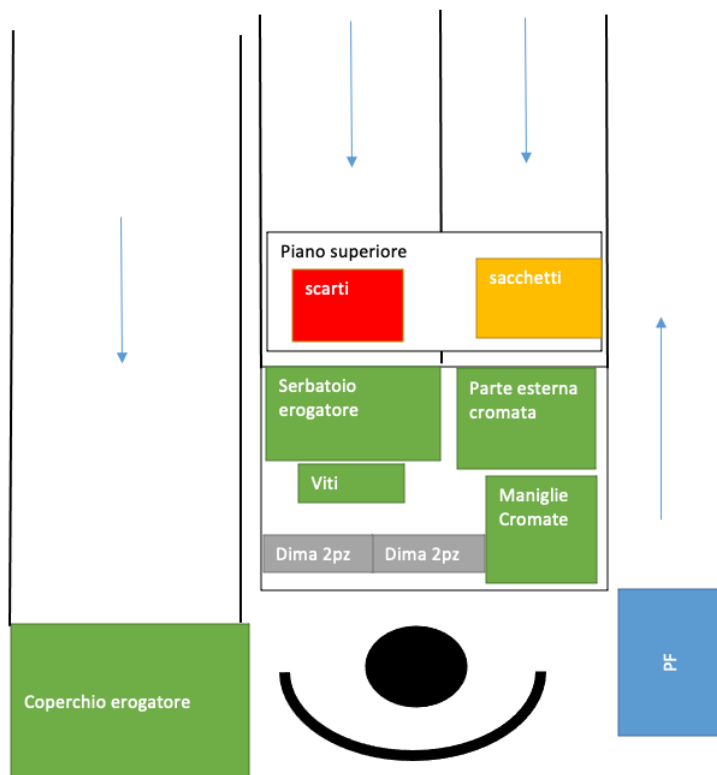 Piano superiore
scarti
sacchetti
Serbatoio
erogatore
Parte esterna
cromata
Viti
Maniglie
Cromate
Dima 2pz
Dima 2pz
Coperchio erogatore
PF